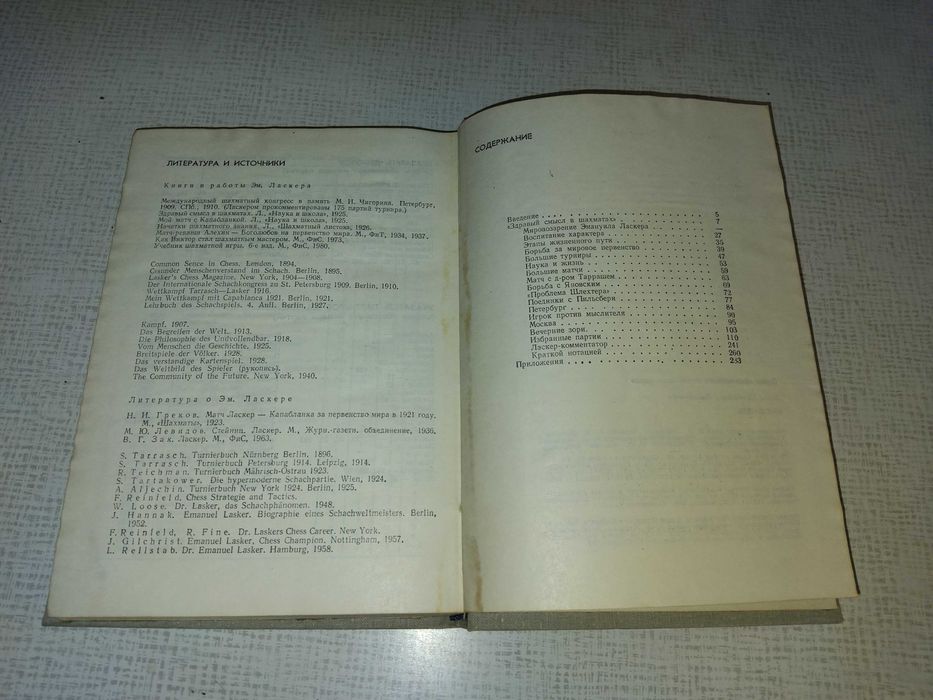 ЛИТЕРАТУРА И ИСТОЧНИКИ
Книги и работы Эм. Ласкера
Международный шахматный конгресс в память М. И. Чигорина. Петербург,
1909. СПб., 1910. (Ласкером прокомментированы 175 партий турнира.)
Здравый смысл в шахматах. Л., «Наука и школа», 1925.
Мой матч с Капабланкой. Л., «Наука и школа», 1925.
Начатки шахматного знания. Л., «Шахматный листок», 1926.
Матч-реванш Алехин — Боголюбов на первенство мира. М., ФиТ, 1934, 1937.
Как Виктор стал шахматным мастером. М., ФиС, 1973.
Учебник шахматной игры. 6-е изд. М., ФиС, 1980.
Common Sence in Chess. London. 1894.
Gesunder Menschenverstand im Schach. Berlin, 1895.
Lasker's Chess Magazine. New York, 1904—1908.
Der Internationale Schachkongress zu St. Petersburg 1909. Berlin, 1910.
Wettkampf Tarrasch—Lasker 1916.
Mein Wettkampf mit Capablanca 1921. Berlin, 1921.
Lehrbuch des Schachspiels. 4. Aufl. Berlin, 1927.
Kampf. 1907.
Das Begreifen der Welt. 1913.
Die Philosophie des Unvollendbar. 1918.
Vom Menschen die Geschichte. 1925.
Breitspiele der Völker. 1928.
Das verstandige Kartenspiel. 1928.
Das Weltbild des Spieler (рукопись).
The Community of the Future. New York, 1940.
Литература о Эм. Ласкере
Н. И. Греков. Матч Ласкер — Капабланка за первенство мира в 1921 году.
М., «Шахматы», 1923.
М. Ю. Левидов. Стейниц. Ласкер. М., Журн.-газетн. объединение, 1936.
В. Г. Зак. Ласкер. М., ФиС, 1963.
S. Tarrasch. Turnierbuch Nürnberg Berlin, 1896.
S. Tarrasch. Turnierbuch Petersburg 1914. Leipzig, 1914.
R. Teichman. Turnierbuch Mährisch-Ostrau 1923.
S. Tartakower. Die hypermoderne Schachpartie. Wien, 1924.
A. Aljechin. Turnierbuch New York 1924. Berlin, 1925.
F. Reinfeld, Chess Strategie and Tactics.
W. Loose. Dr. Lasker, das Schachphänomen. 1948.
J. Hannak. Emanuel Lasker. Biographie eines Schachweltmeisters. Berlin,
1952.
F. Reinfeld, R. Fine. Dr. Laskers Chess Career. New York.
J. Gilchrist. Emanuel Lasker, Chess Champion. Nottingham, 1957.
L. Rellstab. Dr. Emanuel Lasker. Hamburg, 1958.
СОДЕРЖАНИЕ
Введение 5
«Здравый смысл в шахматах» 7
Мировоззрение Эмануила Ласкера —
Воспитание характера 27
Этапы жизненного пути 35
Борьба за мировое первенство 39
Большие турниры 47
Наука и жизнь 53
Большие матчи 59
Матч с д-ром Таррашем 63
Борьба с Яновским 69
«Проблема Шлехтера» 72
Поединки с Пильсбери 77
Петербург 84
Игрок против мыслителя 90
Москва 95
Вечерние зори 103
Избранные партии 110
Ласкер-комментатор 241
Краткой нотацией 260
Приложения 283